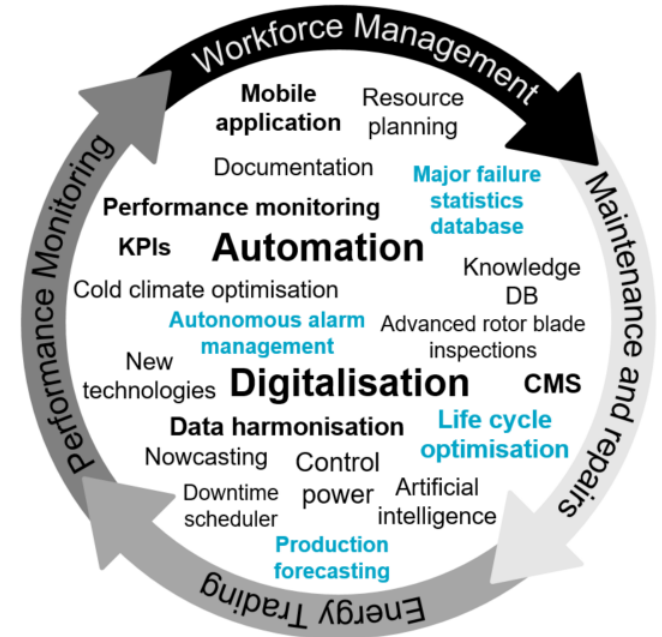 Workforce Management
Maintenance and repairs
Energy Trading
Performance Monitoring
Mobile
application
Resource
planning
Documentation
Major failure
statistics
database
Performance monitoring
KPIs
Automation
Knowledge
DB
Cold climate optimisation
Autonomous alarm
management
Advanced rotor blade
inspections
New
technologies
Digitalisation
CMS
Data harmonisation
Life cycle
optimisation
Nowcasting
Control
power
Downtime
scheduler
Artificial
intelligence
Production
forecasting